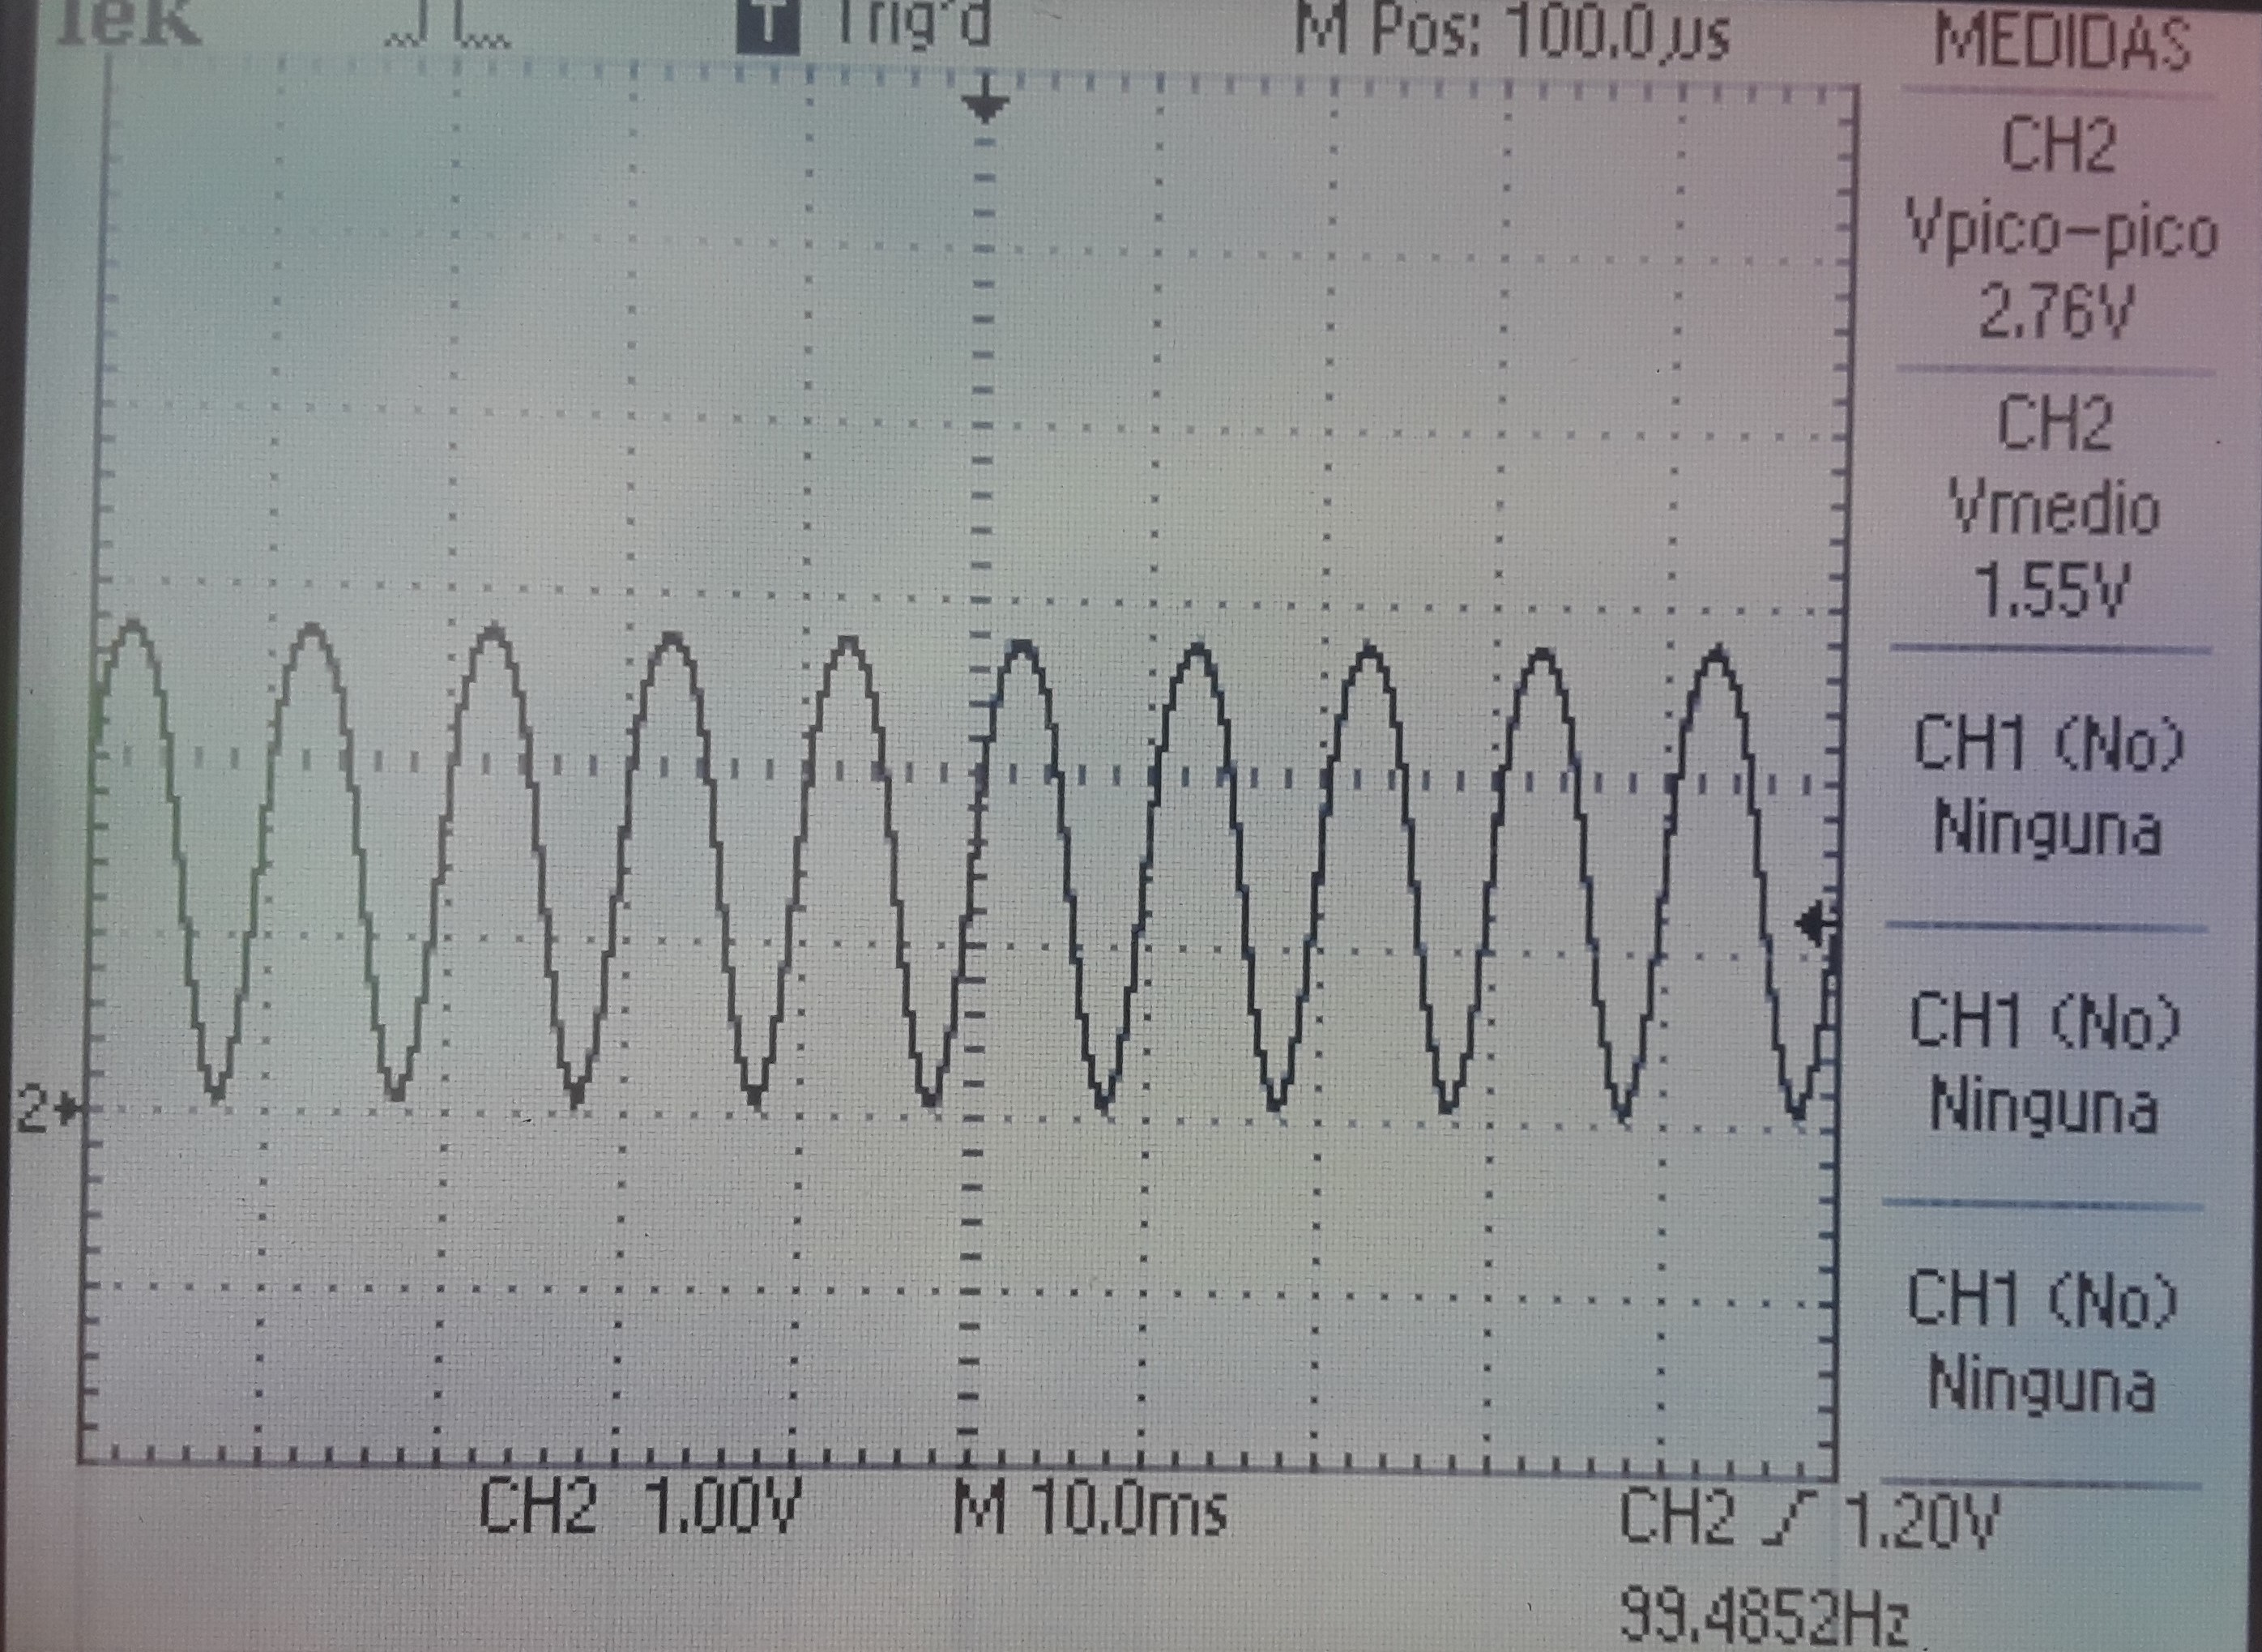 Tek T Trig'd M Pos: 100.0µs MEDIDAS
CH2
Vpico-pico
2.76V
CH2
Vmedio
1.55V
CH1 (No)
Ninguna
CH1 (No)
Ninguna
2
CH1 (No)
Ninguna
CH2 1.00V M 10.0ms CH2 1.20V
99.4852Hz